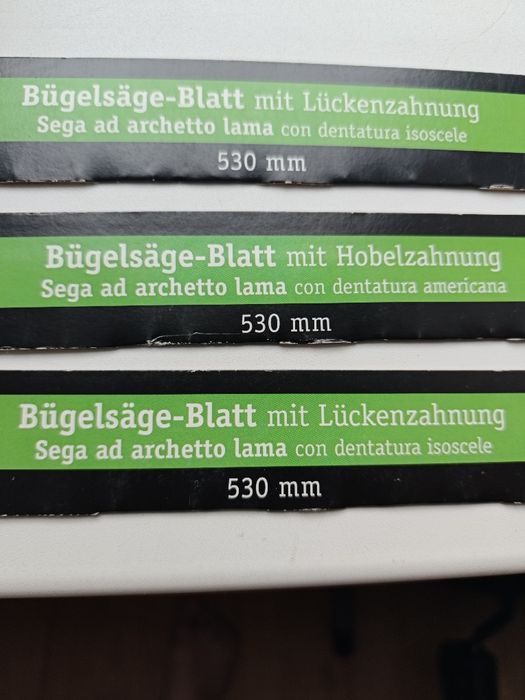 Bügelsäge-Blatt mit Lückenzahnung
Sega ad archetto lama con dentatura isoscele
530 mm
Bügelsäge-Blatt mit Hobelzahnung
Sega ad archetto lama con dentatura americana
530 mm
Bügelsäge-Blatt mit Lückenzahnung
Sega ad archetto lama con dentatura isoscele
530 mm